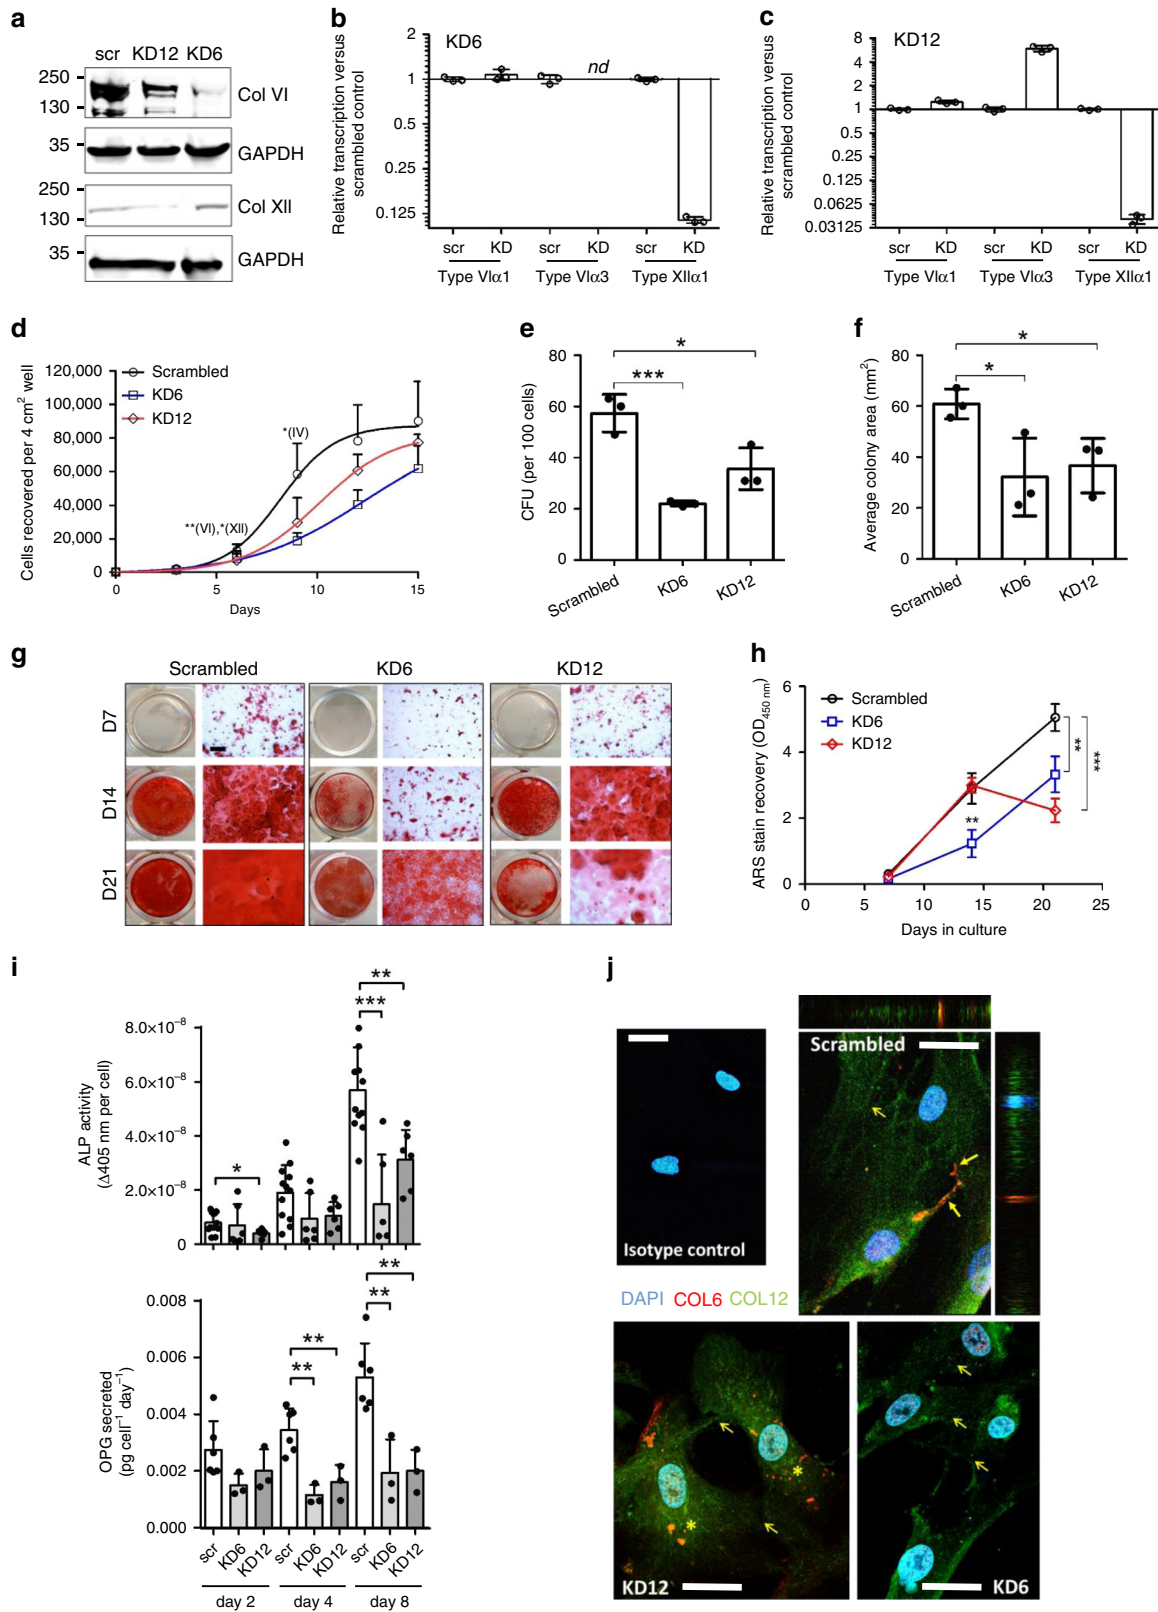 a
scr KD12 KD6
250
130
Col VI
35
GAPDH
250
130
Col XII
35
GAPDH
b
Relative transcription versus
scrambled control
KD6
nd
2
1
0.5
0.25
0.125
scr KD scr KD scr KD
Type VIα1 Type VIα3 Type XIIα1
c
Relative transcription versus
scrambled control
KD12
8
4
2
1
0.5
0.25
0.125
0.0625
0.03125
scr KD scr KD scr KD
Type VIα1 Type VIα3 Type XIIα1
d
Cells recovered per 4 cm² well
120,000
100,000
80,000
60,000
40,000
20,000
0
Scrambled
KD6
KD12
*(IV)
**(VI),*(XII)
0 5 10 15
Days
e
CFU (per 100 cells)
80
60
40
20
0
*
***
Scrambled KD6 KD12
f
Average colony area (mm²)
80
60
40
20
0
*
*
Scrambled KD6 KD12
g
Scrambled KD6 KD12
D7
D14
D21
h
ARS stain recovery (OD450 nm)
6
4
2
0
Scrambled
KD6
KD12
**
**
***
0 5 10 15 20 25
Days in culture
i
ALP activity
(Δ405 nm per cell)
8.0×10⁻⁸
6.0×10⁻⁸
4.0×10⁻⁸
2.0×10⁻⁸
0
*
**
***
OPG secreted
(pg cell⁻¹ day⁻¹)
0.008
0.006
0.004
0.002
0.000
**
**
**
**
scr KD6 KD12 scr KD6 KD12 scr KD6 KD12
day 2 day 4 day 8
j
Isotype control
Scrambled
DAPI COL6 COL12
*
*
KD12
KD6